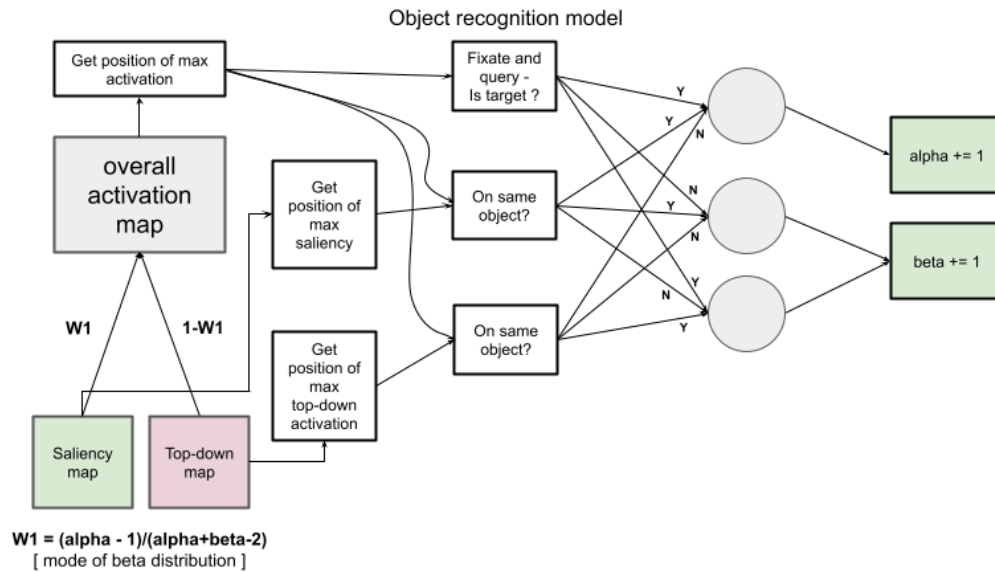 Object recognition model
Get position of max
activation
Fixate and
query -
Is target ?
overall
activation
map
Get
position of
max
saliency
On same
object?
On same
object?
Get
position of
max
top-down
activation
W1
1-W1
Saliency
map
Top-down
map
Y
Y
N
N
Y
N
Y
N
Y
alpha += 1
beta += 1
W1 = (alpha - 1)/(alpha+beta-2)
[ mode of beta distribution ]